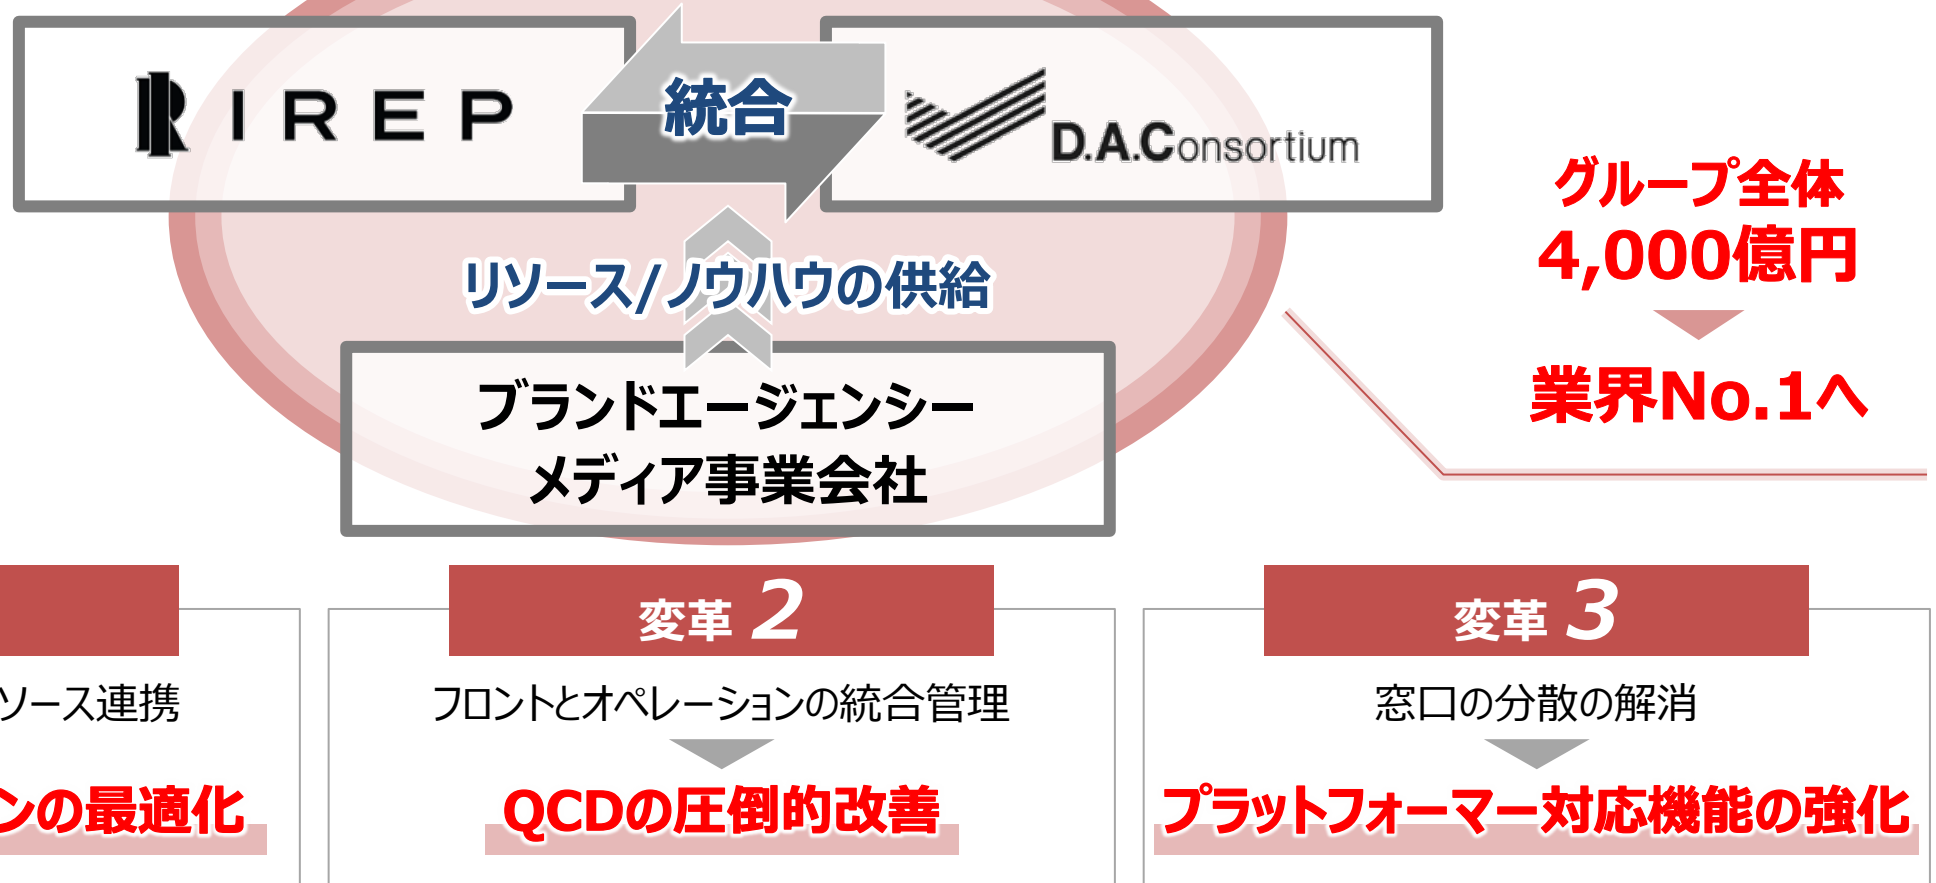 IREP
統合
D.A.Consortium
グループ全体
4,000億円
業界No.1へ
リソース/ノウハウの供給
ブランドエージェンシー
メディア事業会社
変革 2
変革 3
ソース連携
フロントとオペレーションの統合管理
窓口の分散の解消
ンの最適化
QCDの圧倒的改善
プラットフォーマー対応機能の強化